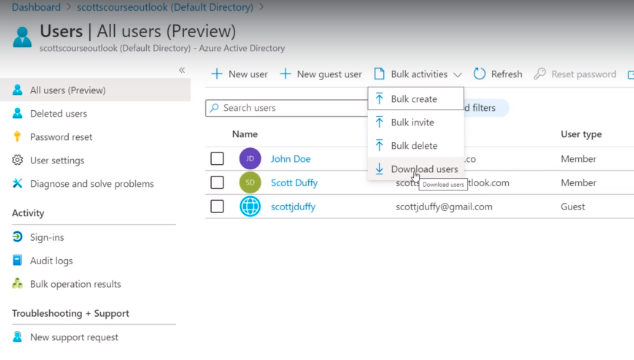 Dashboard > scottscourseoutlook (Default Directory) >
Users | All users (Preview)
scottscourseoutlook (Default Directory) - Azure Active Directory
«
All users (Preview)
Deleted users
Password reset
User settings
Diagnose and solve problems
Activity
Sign-ins
Audit logs
Bulk operation results
Troubleshooting + Support
New support request
+ New user + New guest user Bulk activities Refresh Reset password
Search users
d filters
Bulk create
Bulk invite
Bulk delete
Download users
Download users
Name User type
JD John Doe .co Member
SD Scott Duffy scotts tlook.com Member
scottjduffy scottjduffy@gmail.com Guest